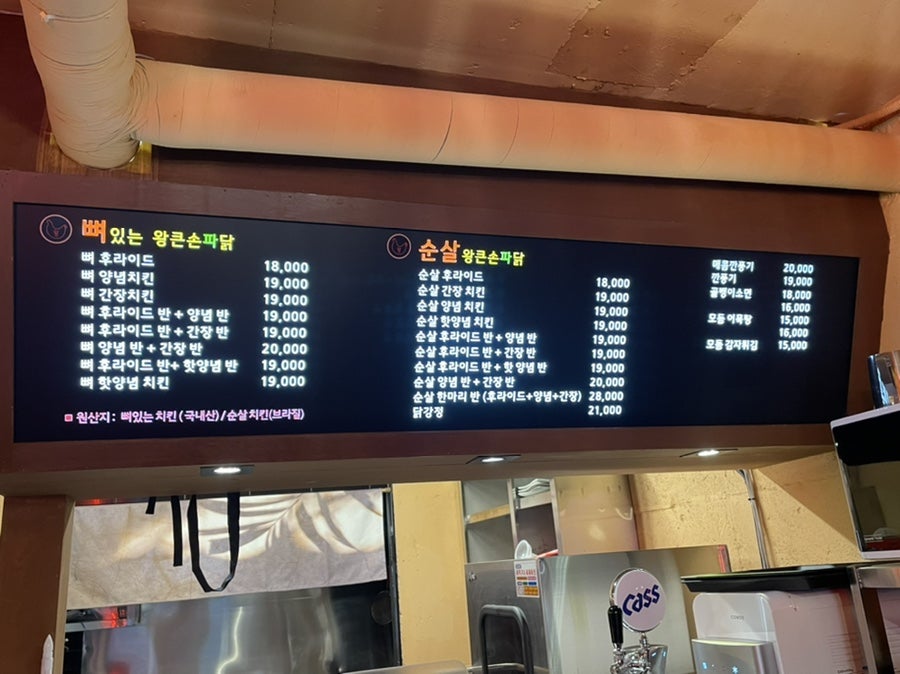 뼈있는 왕큰손파닭
뼈 후라이드 18,000
뼈 양념치킨 19,000
뼈 간장치킨 19,000
뼈 후라이드 반 + 양념 반 19,000
뼈 후라이드 반 + 간장 반 19,000
뼈 양념 반 + 간장 반 20,000
뼈 후라이드 반+ 핫양념 반 19,000
뼈 핫양념 치킨 19,000
원산지 : 뼈있는 치킨 ( 국내산) / 순살 치킨(브라질)
순살 왕큰손파닭
순살 후라이드 18,000
순살 간장 치킨 19,000
순살 양념 치킨 19,000
순살 핫양념 치킨 19,000
순살 후라이드 반 + 양념 반 19,000
순살 후라이드 반 + 간장 반 19,000
순살 후라이드 반 + 핫양념 반 19,000
순살 양념 반 + 간장 반 20,000
순살 한마리 반 (후라이드+양념+간장) 28,000
닭강정 21,000
매콤깐풍기 20,000
깐풍기 19,000
골뱅이소면 18,000
16,000
모듬 어묵탕 15,000
16,000
모듬 감자튀김 15,000
Cass